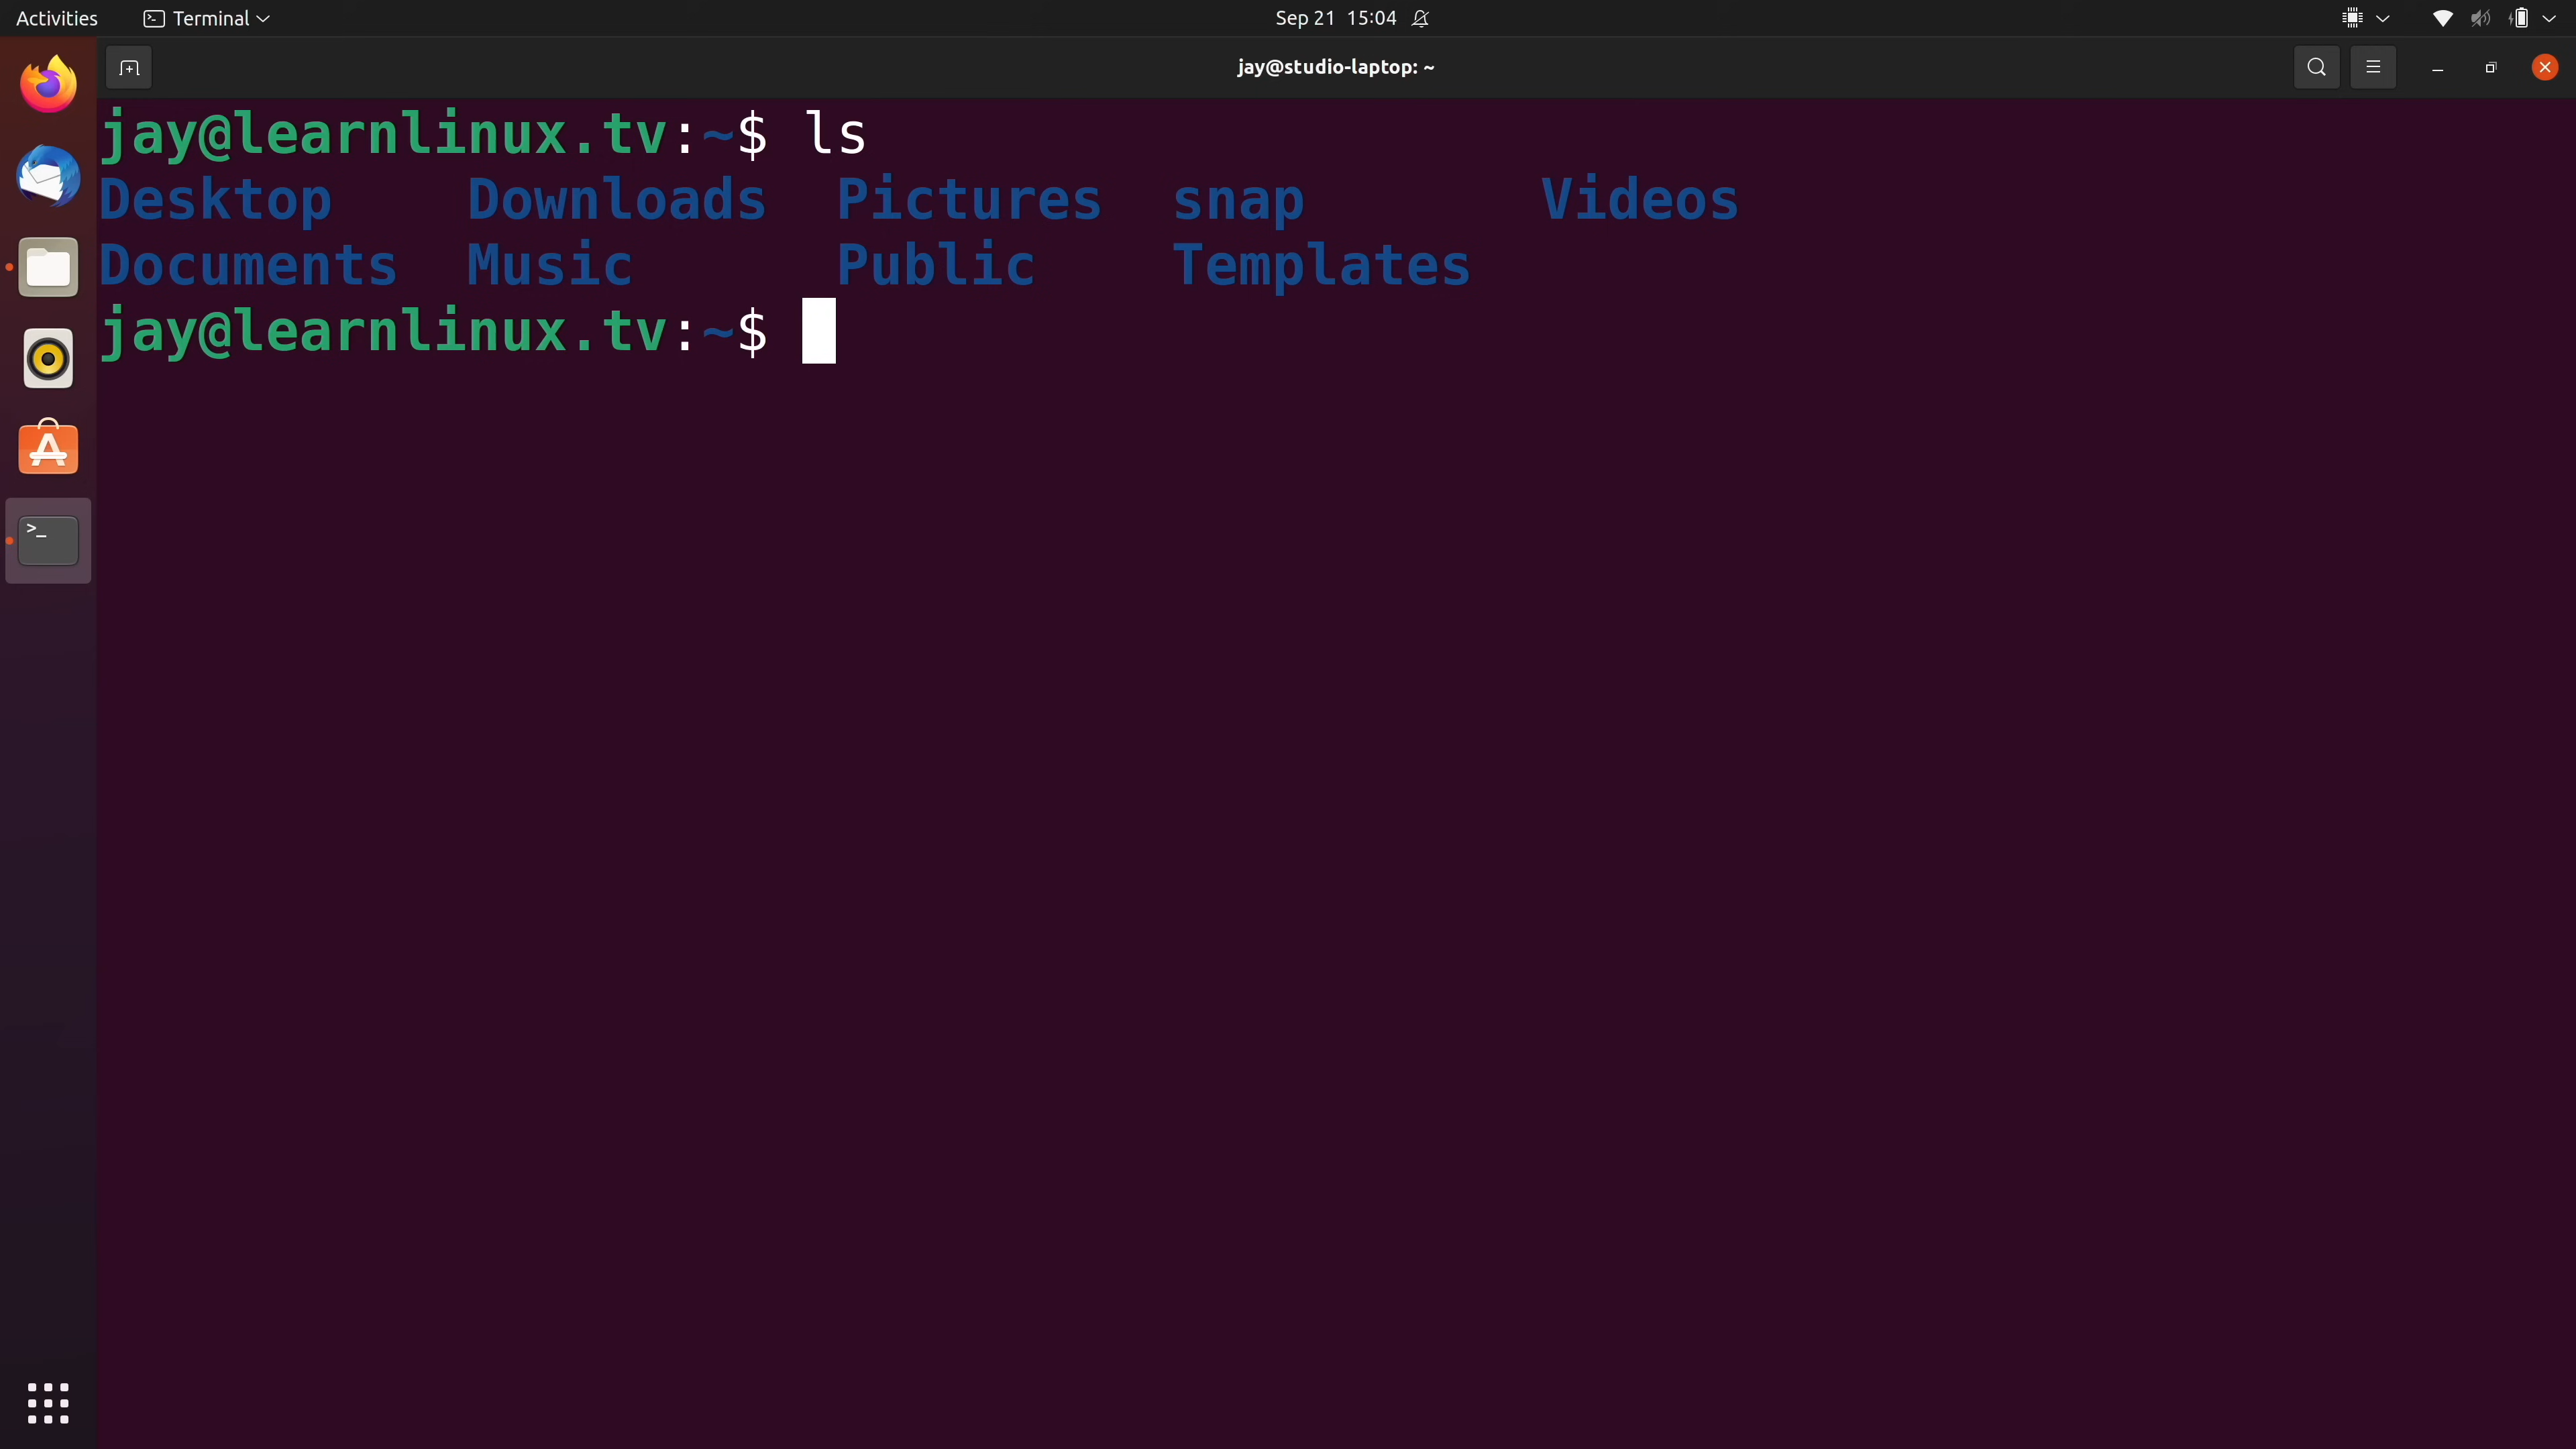 Activities Terminal Sep 21 15:04
jay@studio-laptop: ~
jay@learnlinux.tv:~$ ls
Desktop Downloads Pictures snap Videos
Documents Music Public Templates
jay@learnlinux.tv:~$